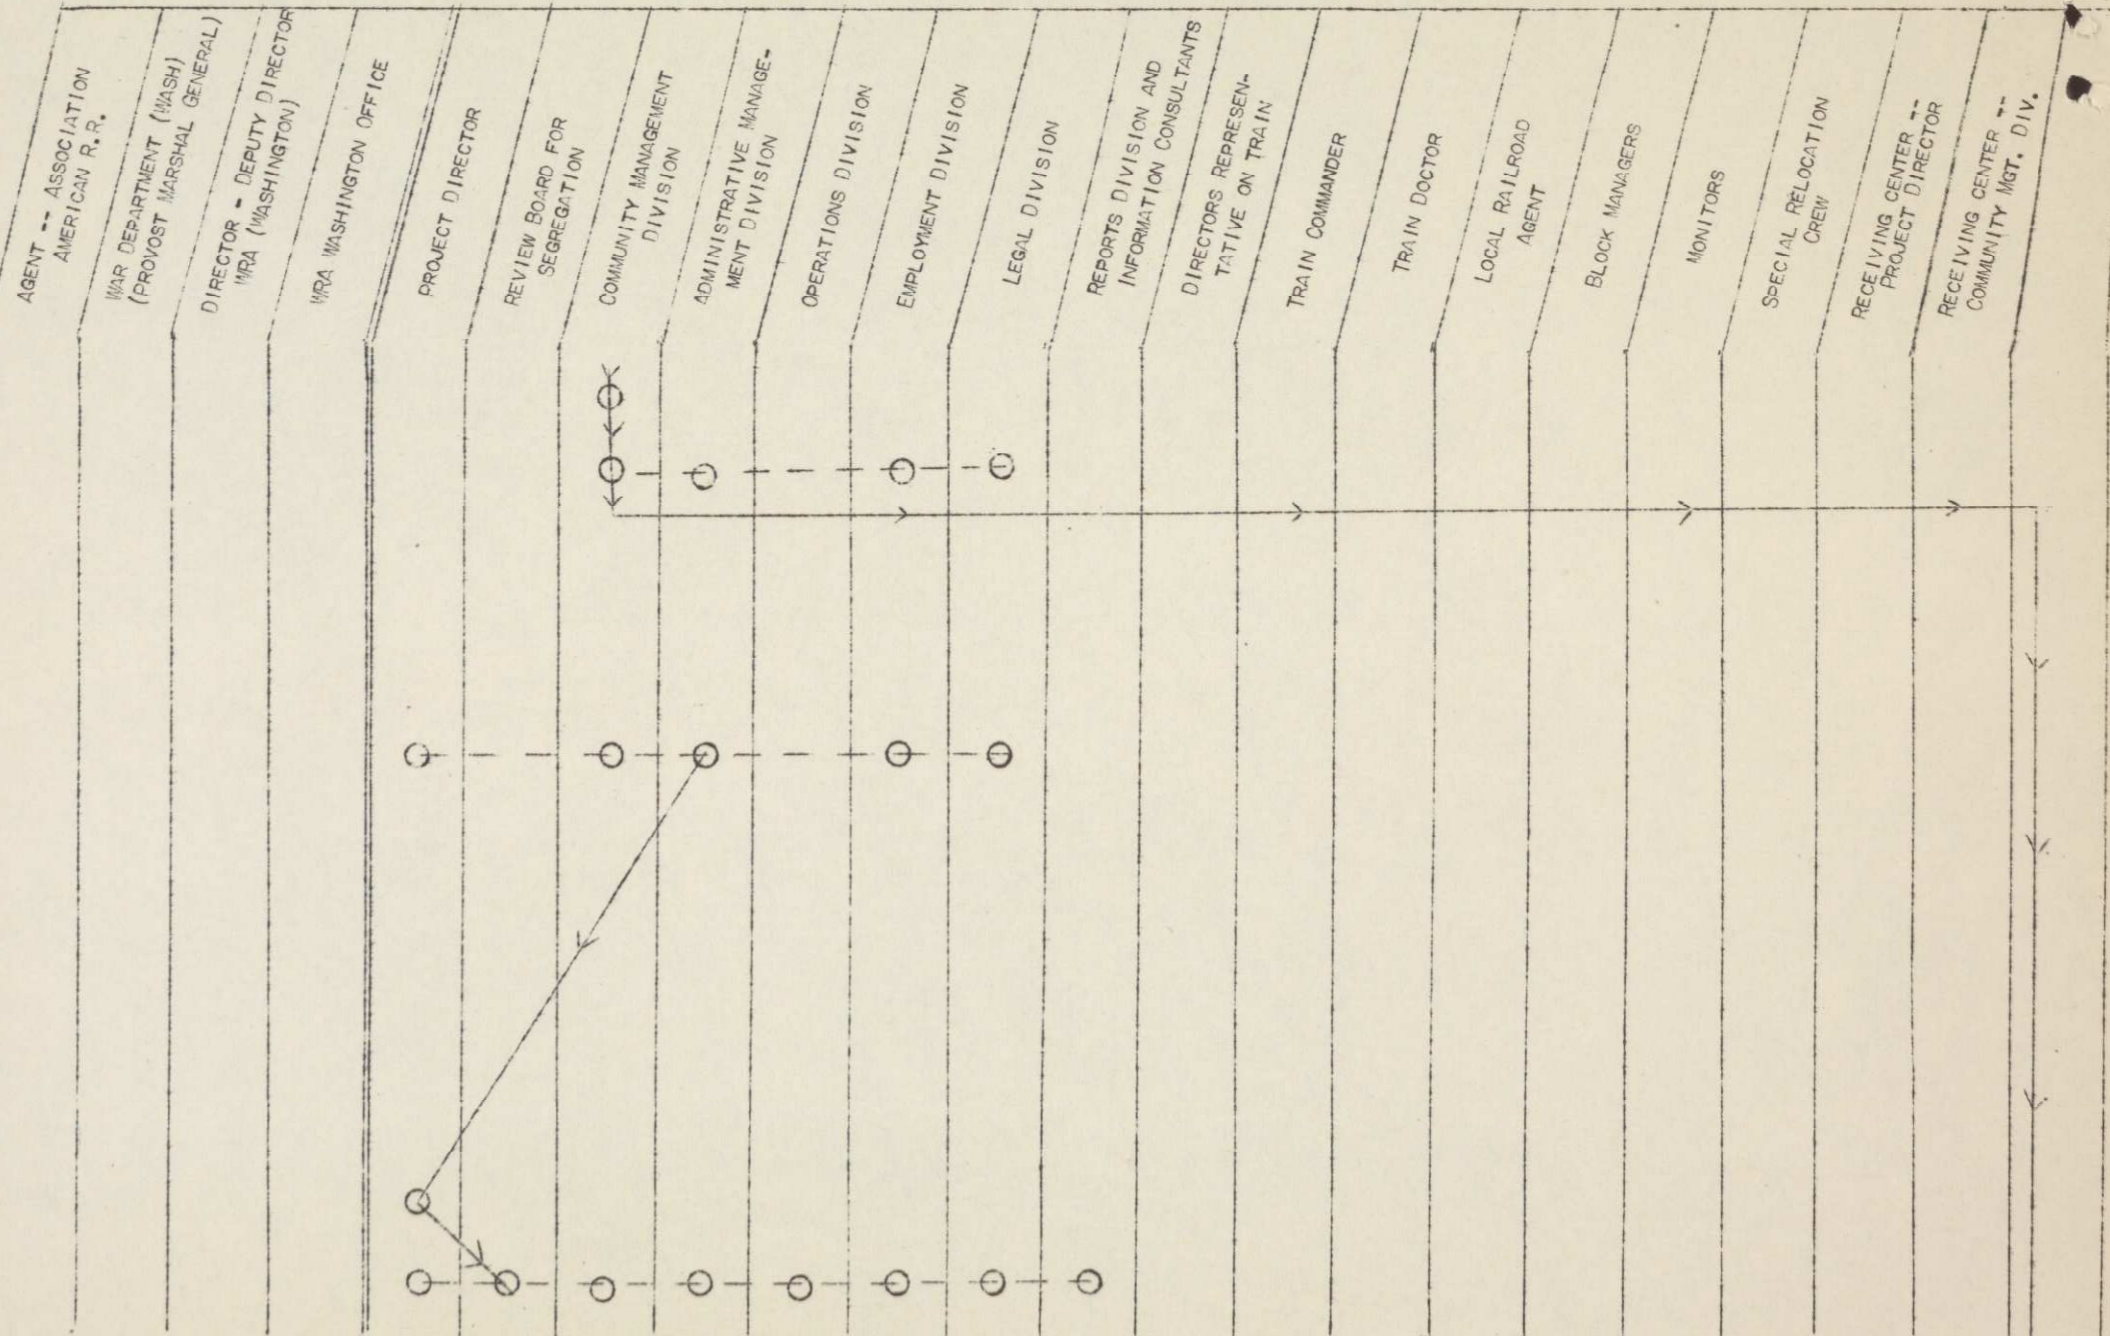 AGENT -- ASSOCIATION
AMERICAN R.R.
WAR DEPARTMENT (WASH)
(PROVOST MARSHAL GENERAL)
DIRECTOR - DEPUTY DIRECTOR
WRA (WASHINGTON)
WRA WASHINGTON OFFICE
PROJECT DIRECTOR
REVIEW BOARD FOR
SEGREGATION
COMMUNITY MANAGEMENT
DIVISION
ADMINISTRATIVE MANAGE-
MENT DIVISION
OPERATIONS DIVISION
EMPLOYMENT DIVISION
LEGAL DIVISION
REPORTS DIVISION AND
INFORMATION CONSULTANTS
DIRECTORS REPRESEN-
TATIVE ON TRAIN
TRAIN COMMANDER
TRAIN DOCTOR
LOCAL RAILROAD
AGENT
BLOCK MANAGERS
MONITORS
SPECIAL RELOCATION
CREW
RECEIVING CENTER --
PROJECT DIRECTOR
RECEIVING CENTER --
COMMUNITY MGT. DIV.